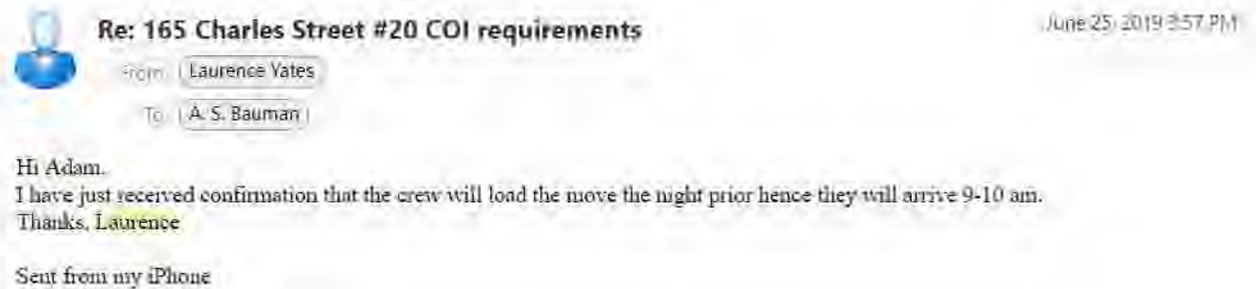 Re: 165 Charles Street #20 COI requirements
June 25, 2019 3:57 PM
From Laurence Yates
To A. S. Bauman
Hi Adam.
I have just received confirmation that the crew will load the move the night prior hence they will arrive 9-10 am.
Thanks, Laurence
Sent from my iPhone